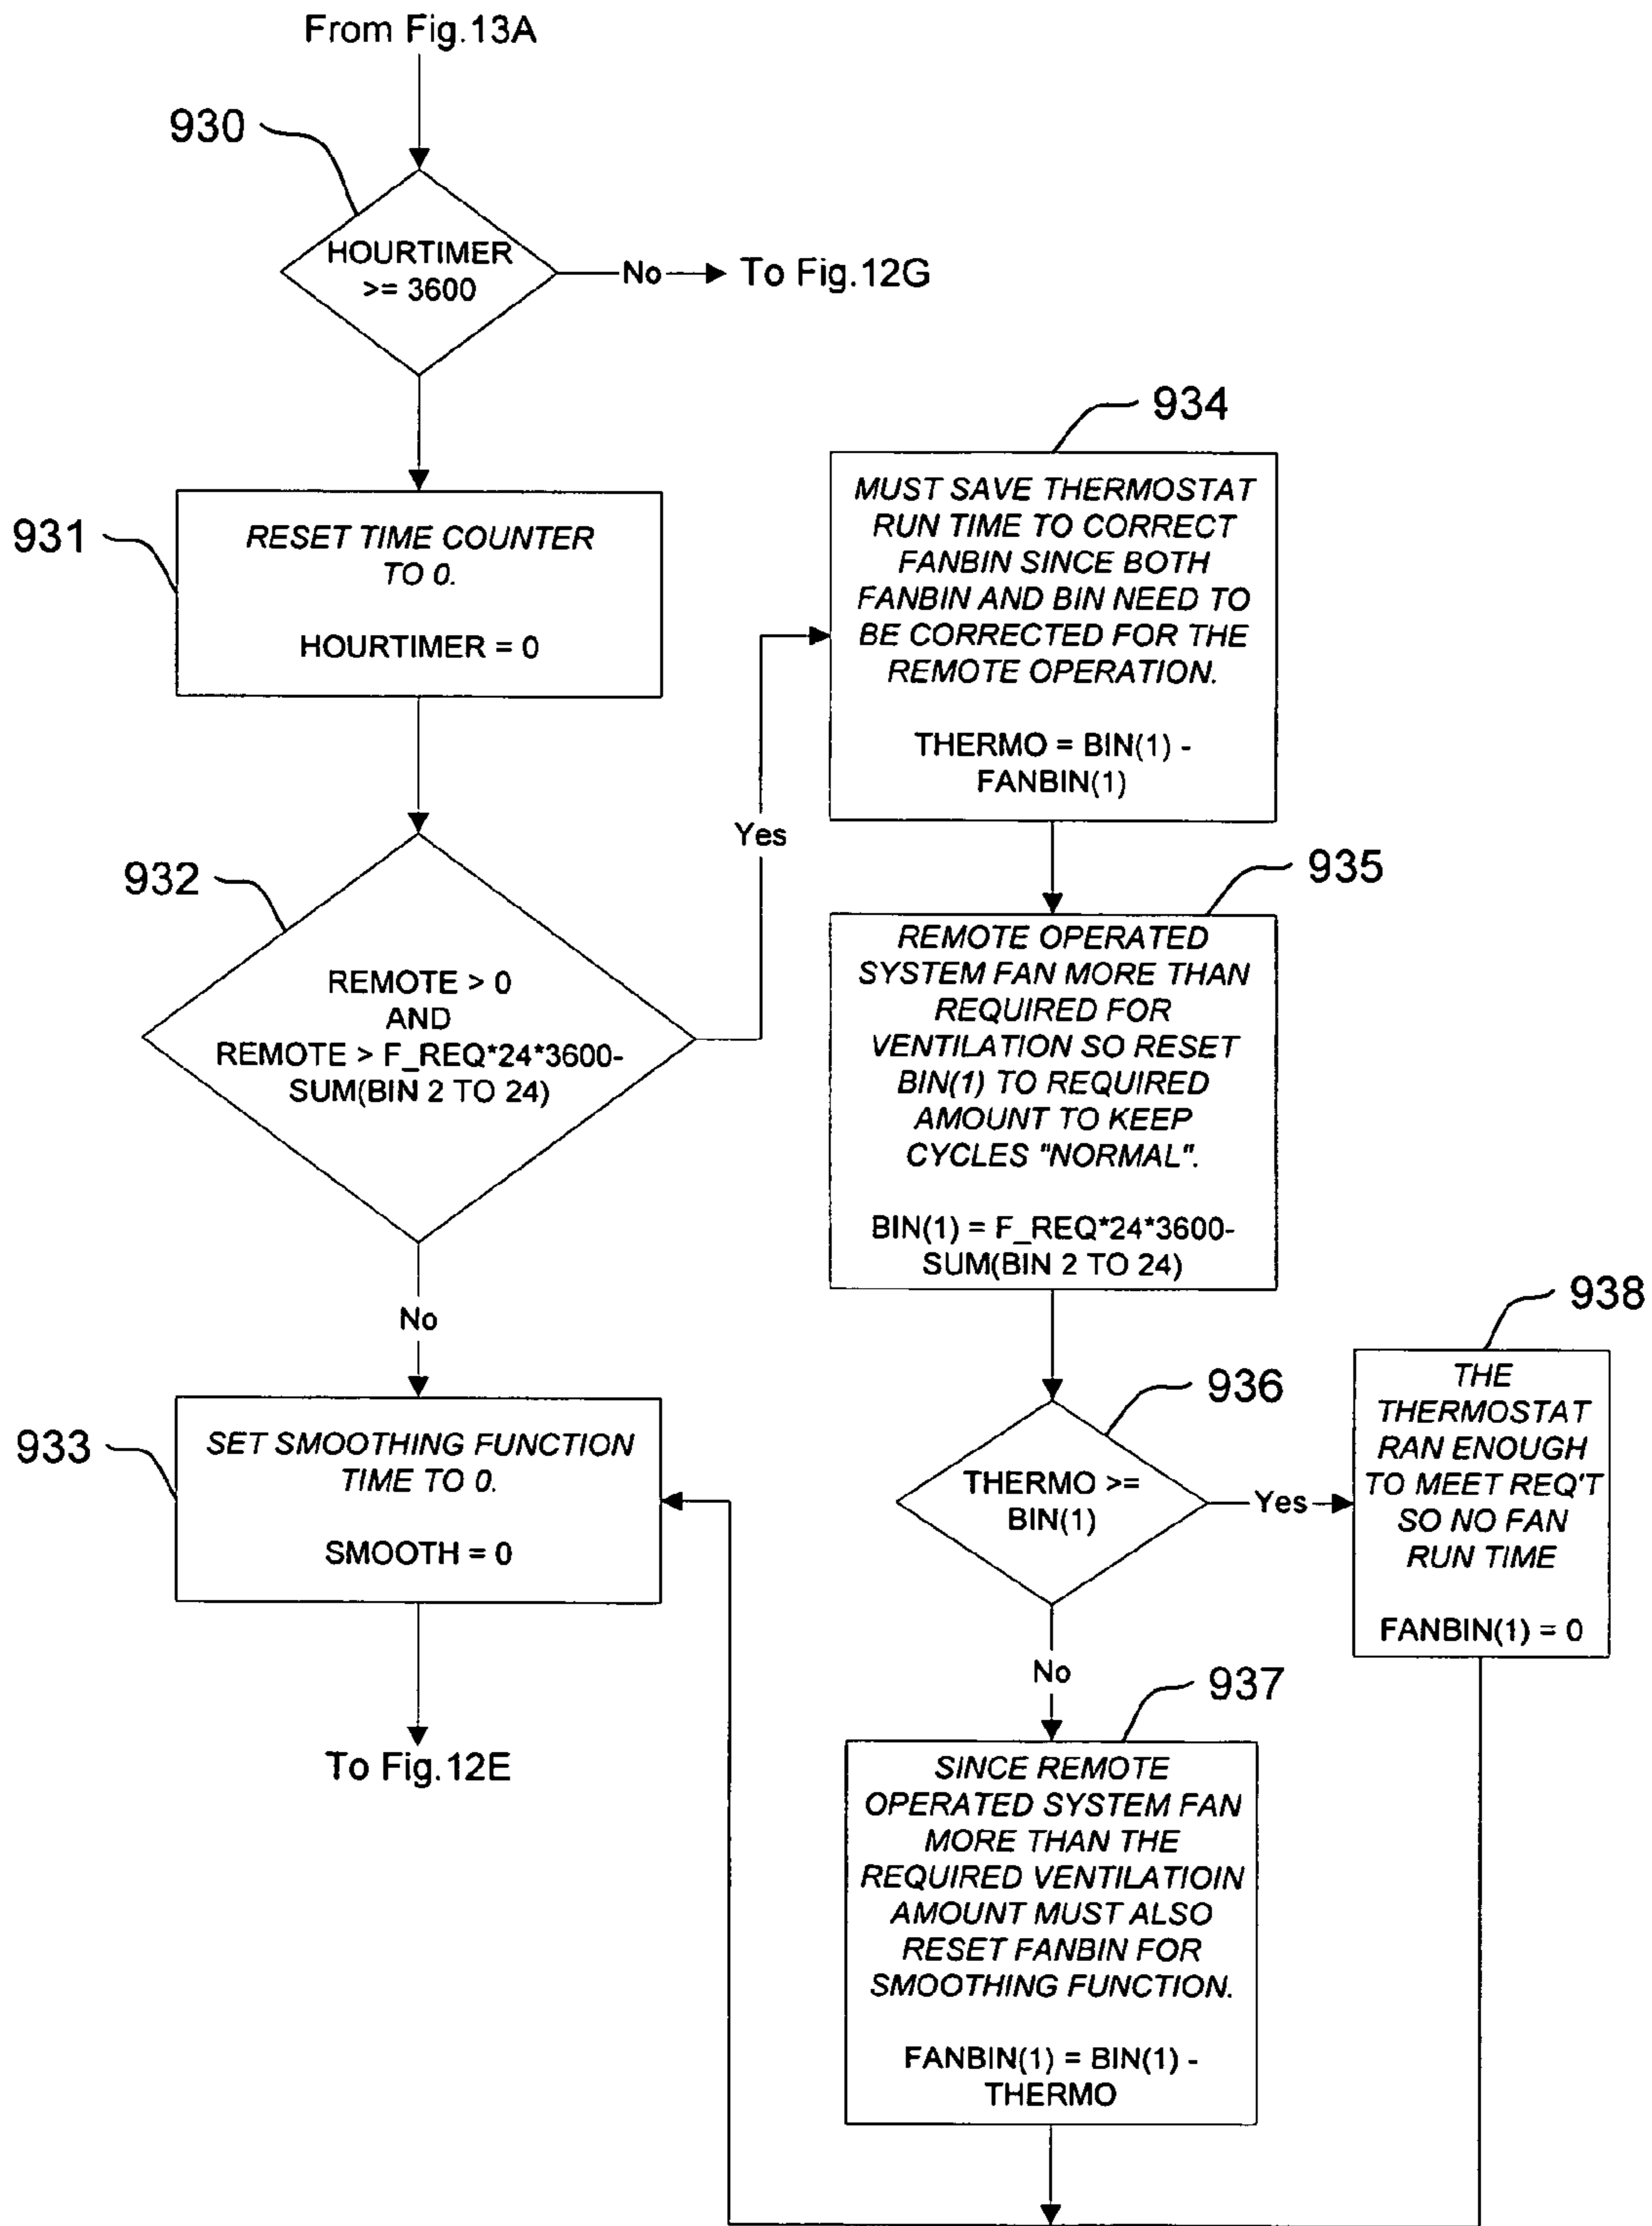 From Fig.13A
930
HOURTIMER
>= 3600
No
To Fig.12G
931
RESET TIME COUNTER
TO 0.
HOURTIMER = 0
932
REMOTE > 0
AND
REMOTE > F_REQ*24*3600-
SUM(BIN 2 TO 24)
Yes
No
933
SET SMOOTHING FUNCTION
TIME TO 0.
SMOOTH = 0
To Fig.12E
934
MUST SAVE THERMOSTAT
RUN TIME TO CORRECT
FANBIN SINCE BOTH
FANBIN AND BIN NEED TO
BE CORRECTED FOR THE
REMOTE OPERATION.
THERMO = BIN(1) -
FANBIN(1)
935
REMOTE OPERATED
SYSTEM FAN MORE THAN
REQUIRED FOR
VENTILATION SO RESET
BIN(1) TO REQUIRED
AMOUNT TO KEEP
CYCLES "NORMAL".
BIN(1) = F_REQ*24*3600-
SUM(BIN 2 TO 24)
936
THERMO >=
BIN(1)
Yes
No
938
THE
THERMOSTAT
RAN ENOUGH
TO MEET REQ'T
SO NO FAN
RUN TIME
FANBIN(1) = 0
937
SINCE REMOTE
OPERATED SYSTEM FAN
MORE THAN THE
REQUIRED VENTILATIOIN
AMOUNT MUST ALSO
RESET FANBIN FOR
SMOOTHING FUNCTION.
FANBIN(1) = BIN(1) -
THERMO